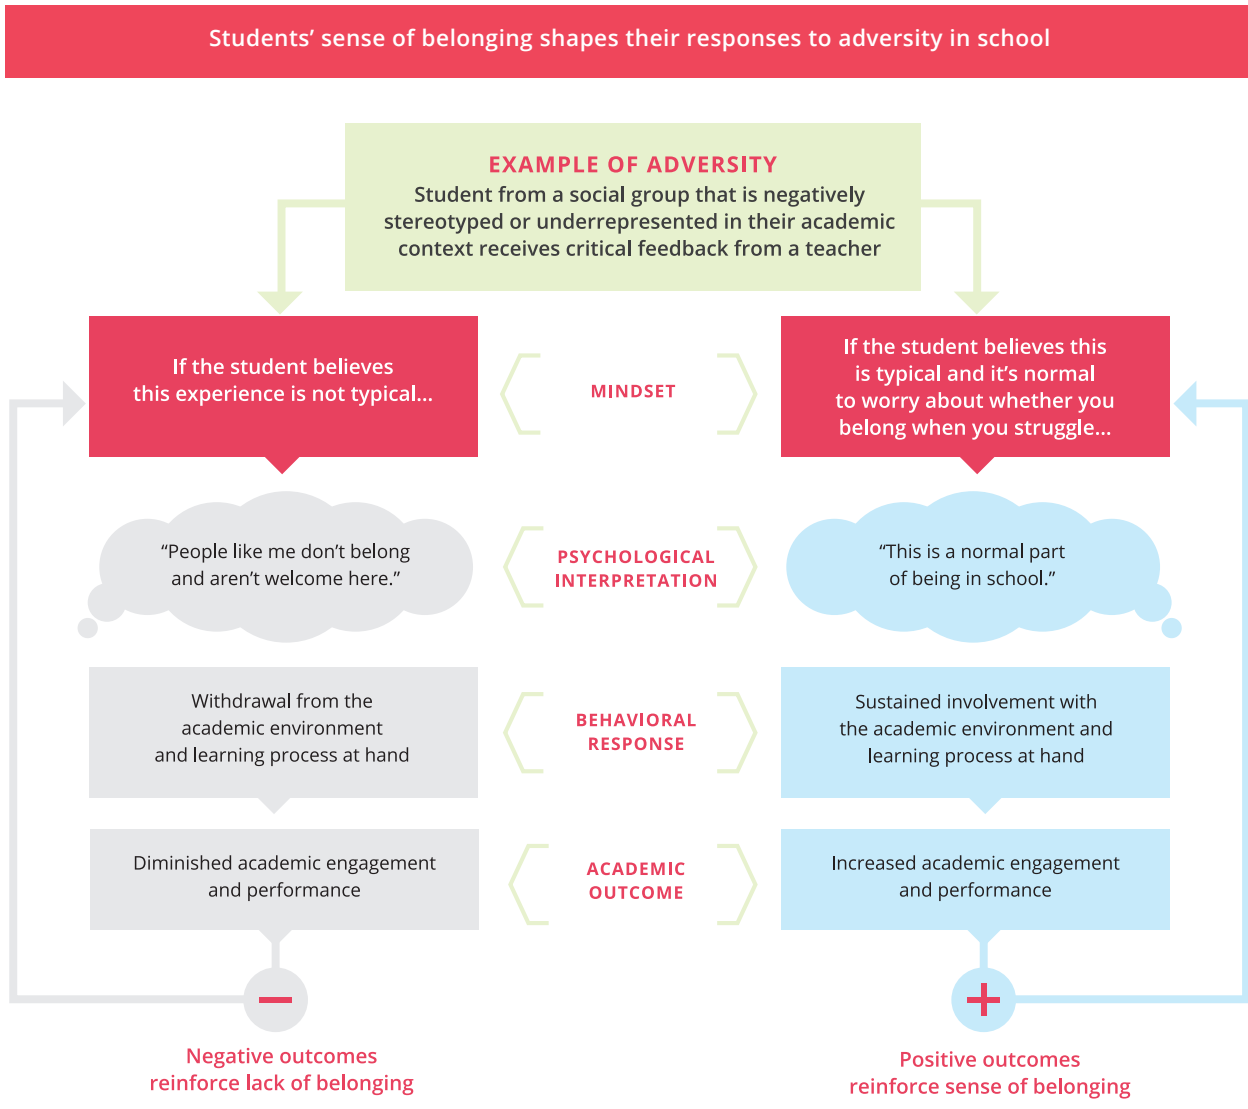 Students’ sense of belonging shapes their responses to adversity in school
EXAMPLE OF ADVERSITY
Student from a social group that is negatively
stereotyped or underrepresented in their academic
context receives critical feedback from a teacher
If the student believes
this experience is not typical...
MINDSET
If the student believes this
is typical and it’s normal
to worry about whether you
belong when you struggle...
“People like me don’t belong
and aren’t welcome here.”
PSYCHOLOGICAL
INTERPRETATION
“This is a normal part
of being in school.”
Withdrawal from the
academic environment
and learning process at hand
BEHAVIORAL
RESPONSE
Sustained involvement with
the academic environment and
learning process at hand
Diminished academic engagement
and performance
ACADEMIC
OUTCOME
Increased academic engagement
and performance
Negative outcomes
reinforce lack of belonging
Positive outcomes
reinforce sense of belonging